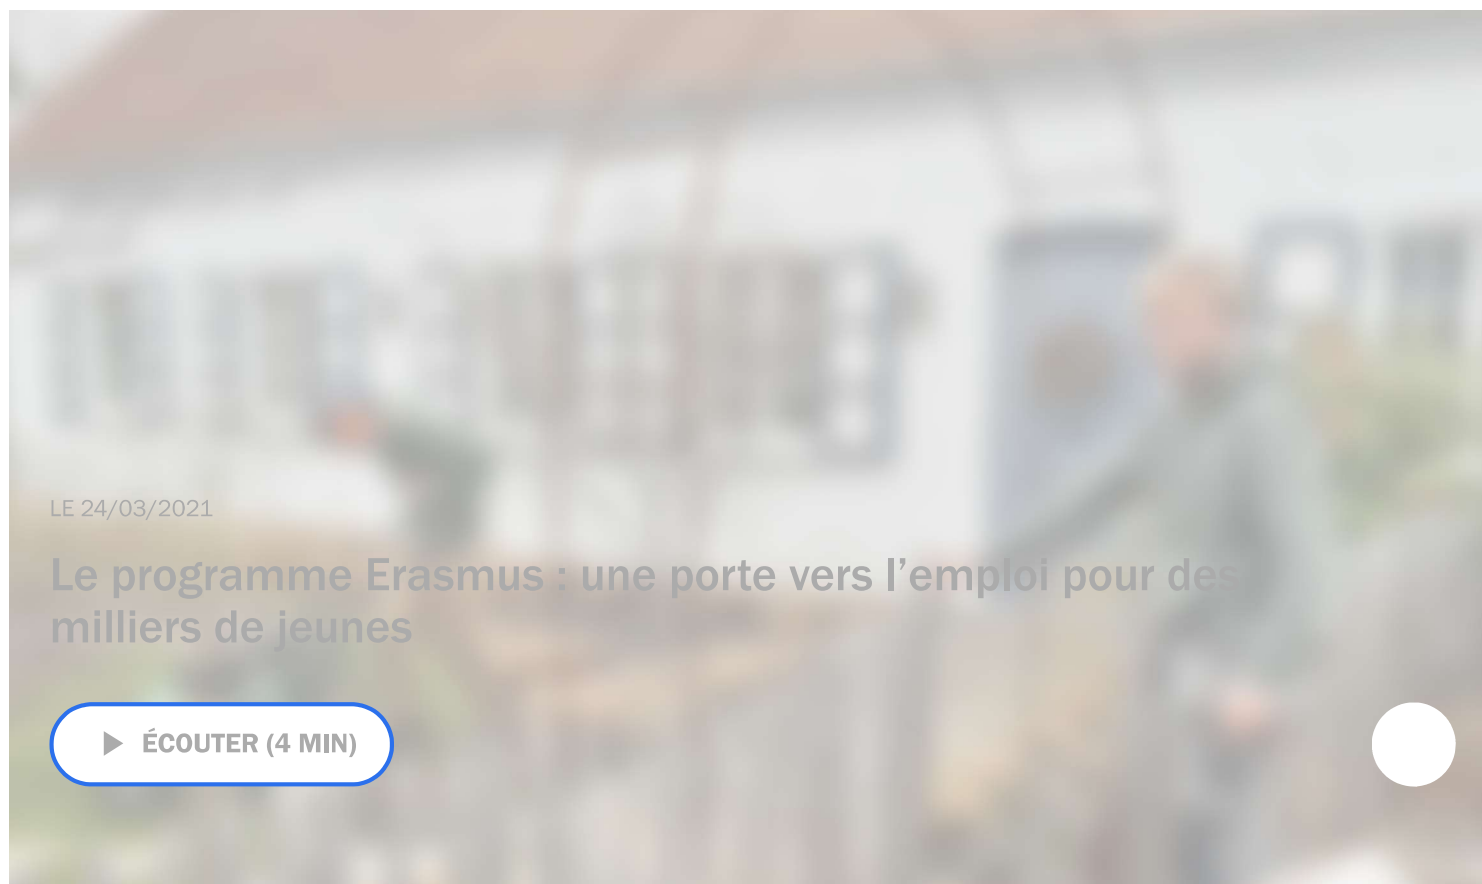 LE 24/03/2021
Le programme Erasmus : une porte vers l’emploi pour des
milliers de jeunes
ÉCOUTER (4 MIN)